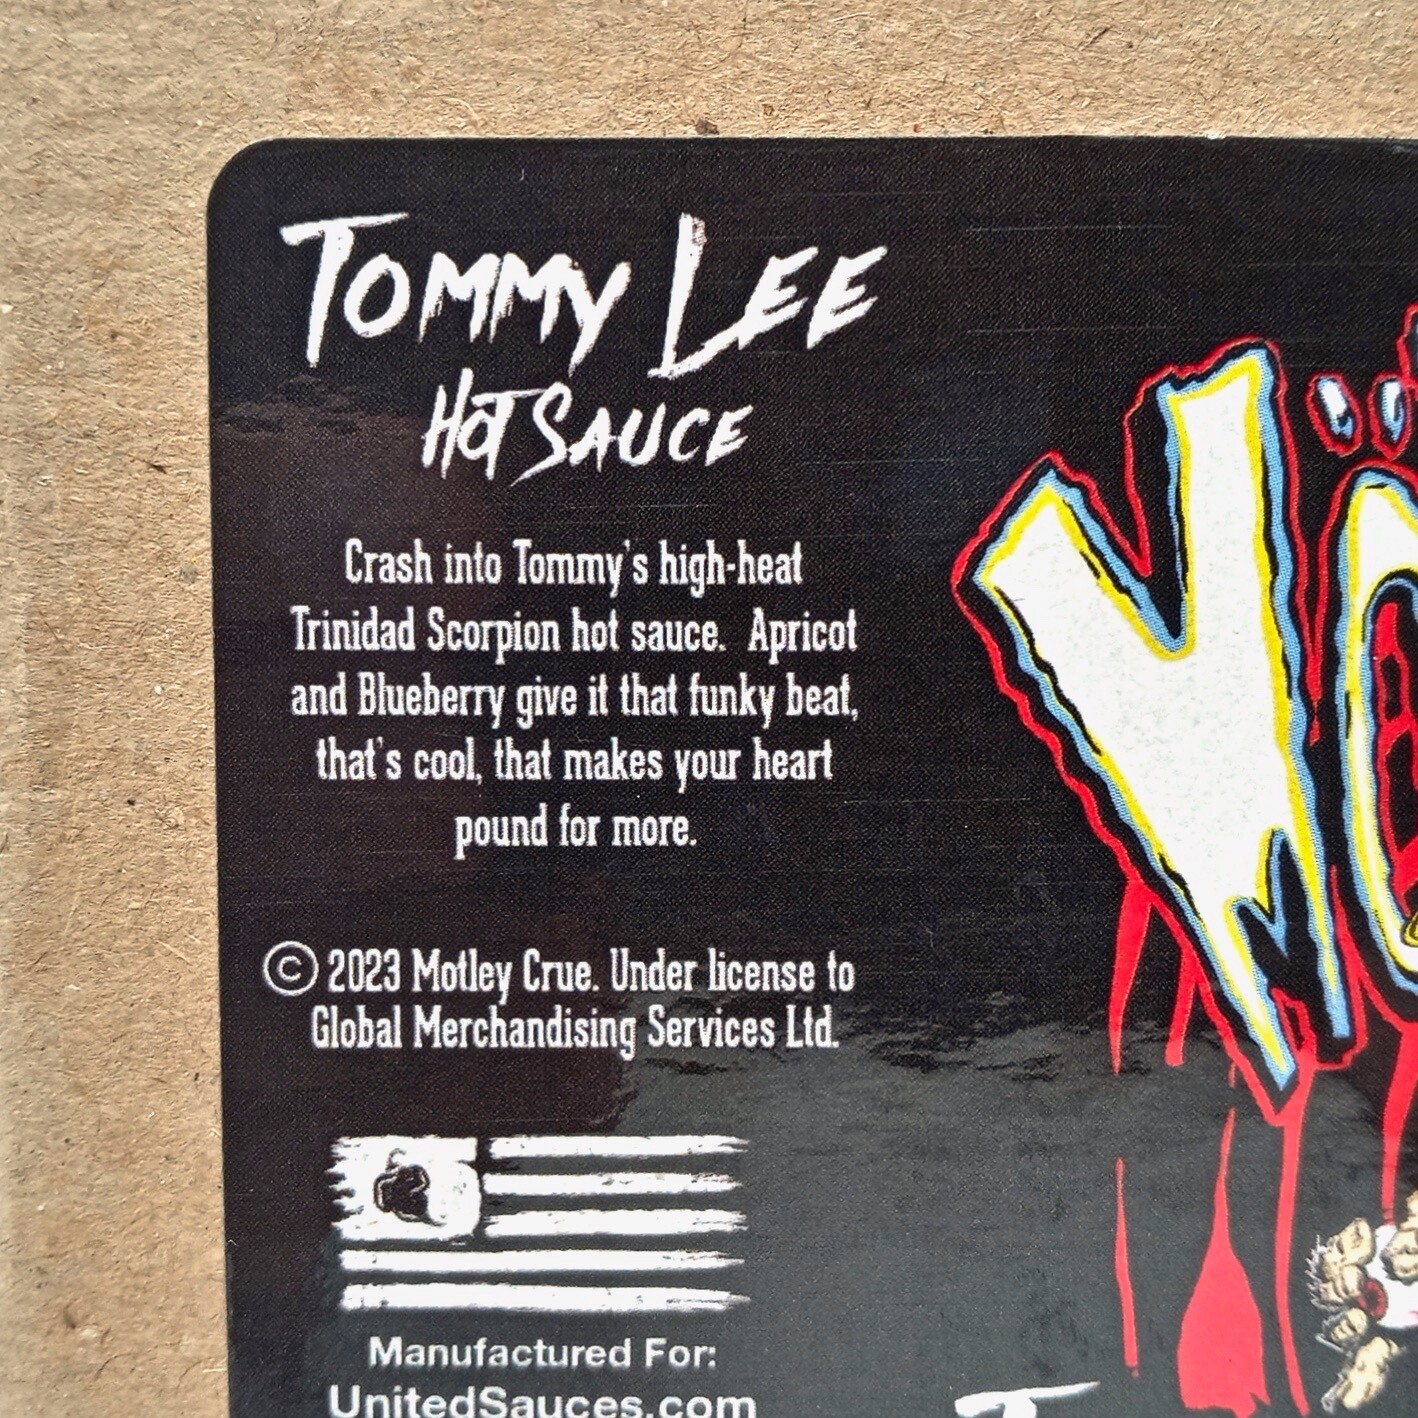 Tommy Lee
Hot Sauce
Crash into Tommy's high-heat
Trinidad Scorpion hot sauce. Apricot
and Blueberry give it that funky beat,
that's cool, that makes your heart
pound for more.
© 2023 Motley Crue. Under license to
Global Merchandising Services Ltd.
Manufactured For:
UnitedSauces.com